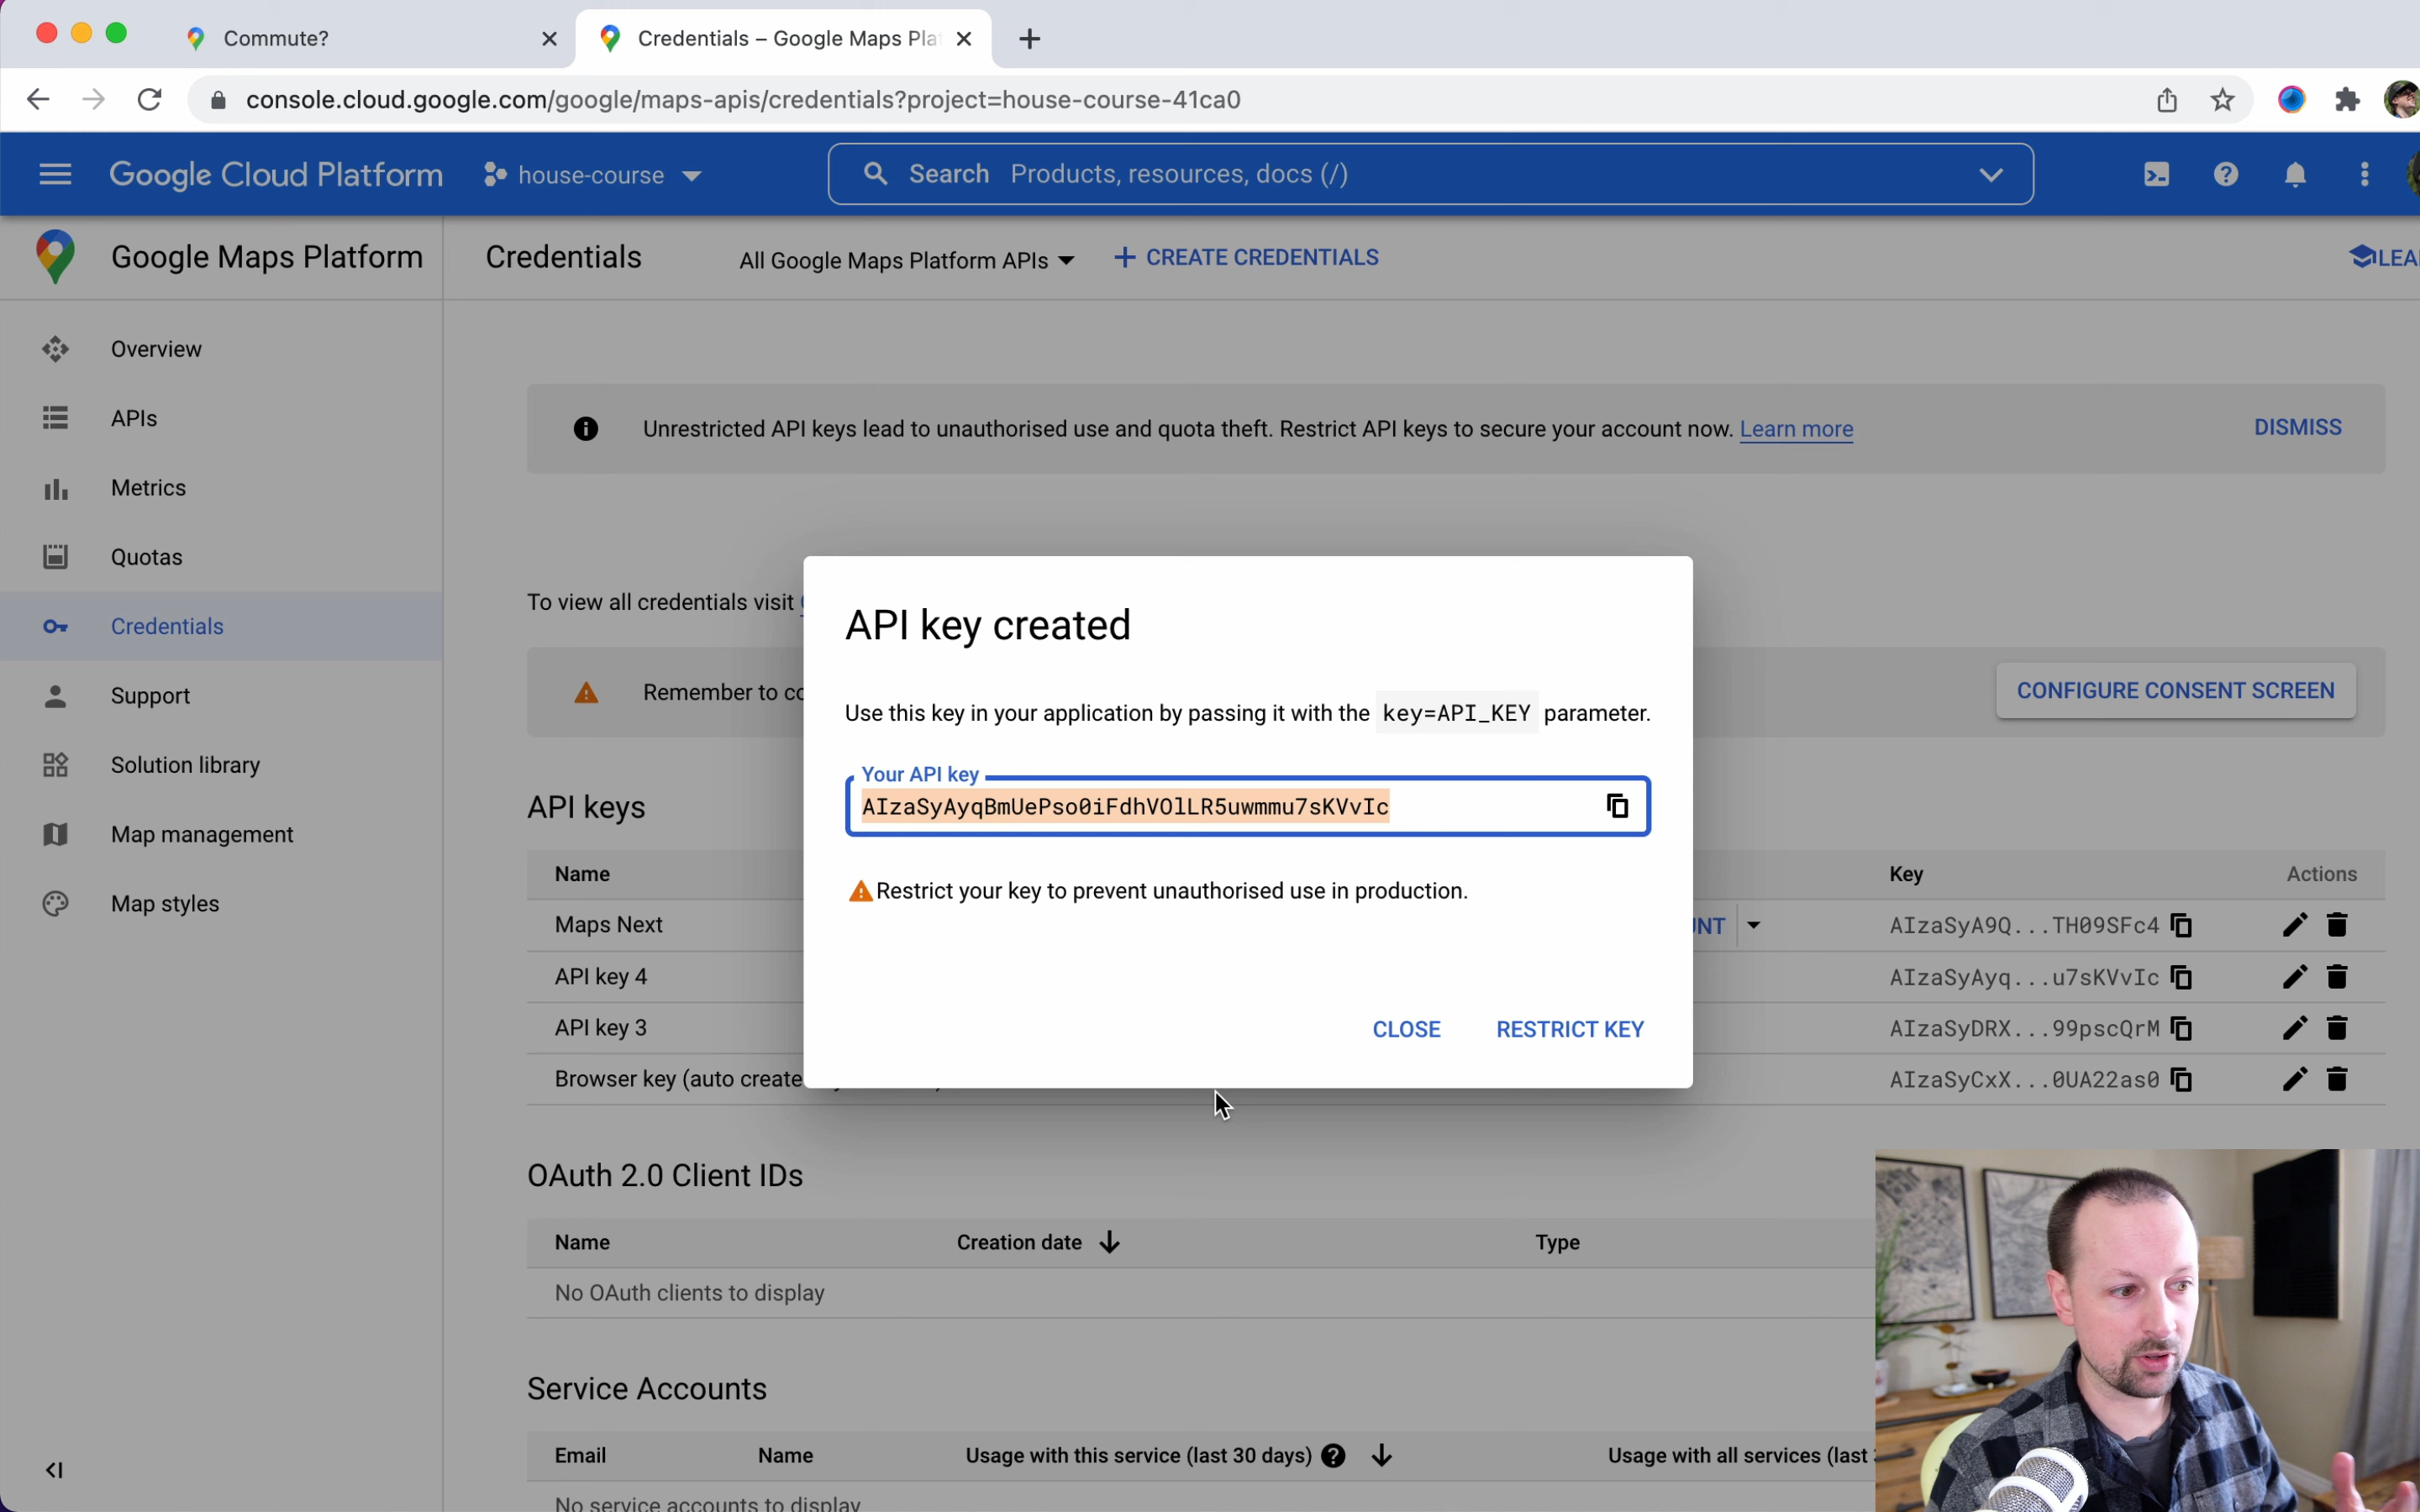 Commute?
Credentials – Google Maps Pla
console.cloud.google.com/google/maps-apis/credentials?project=house-course-41ca0
Google Cloud Platform
house-course
Search Products, resources, docs (/)
Google Maps Platform
Credentials
All Google Maps Platform APIs
CREATE CREDENTIALS
LEA
Overview
APIs
Metrics
Quotas
Credentials
Support
Solution library
Map management
Map styles
Unrestricted API keys lead to unauthorised use and quota theft. Restrict API keys to secure your account now. Learn more
DISMISS
To view all credentials visit
Remember to co
CONFIGURE CONSENT SCREEN
API key created
Use this key in your application by passing it with the key=API_KEY parameter.
Your API key
AIzaSyAyqBmUePso0iFdhVOlLR5uwmmu7sKVvIc
Restrict your key to prevent unauthorised use in production.
CLOSE
RESTRICT KEY
API keys
Name Key Actions
Maps Next UNT AIzaSyA9Q...TH09SFc4
API key 4 AIzaSyAyq...u7sKVvIc
API key 3 AIzaSyDRX...99pscQrM
Browser key (auto create AIzaSyCxX...0UA22as0
OAuth 2.0 Client IDs
Name Creation date Type
No OAuth clients to display
Service Accounts
Email Name Usage with this service (last 30 days) Usage with all services (last
No service accounts to display